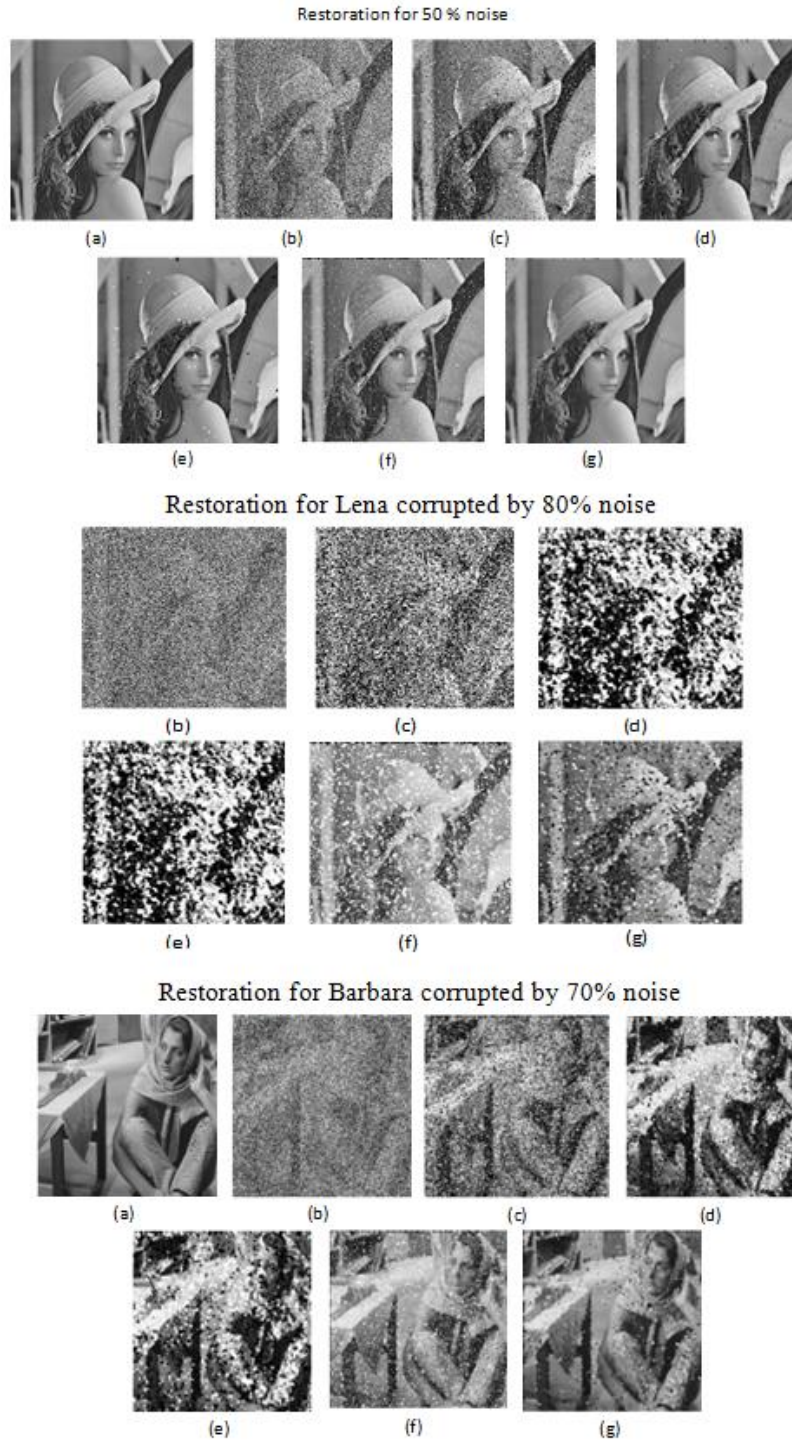 Restoration for 50 % noise
(a) (b) (c) (d)
(e) (f) (g)
Restoration for Lena corrupted by 80% noise
(b) (c) (d)
(e) (f) (g)
Restoration for Barbara corrupted by 70% noise
(a) (b) (c) (d)
(e) (f) (g)